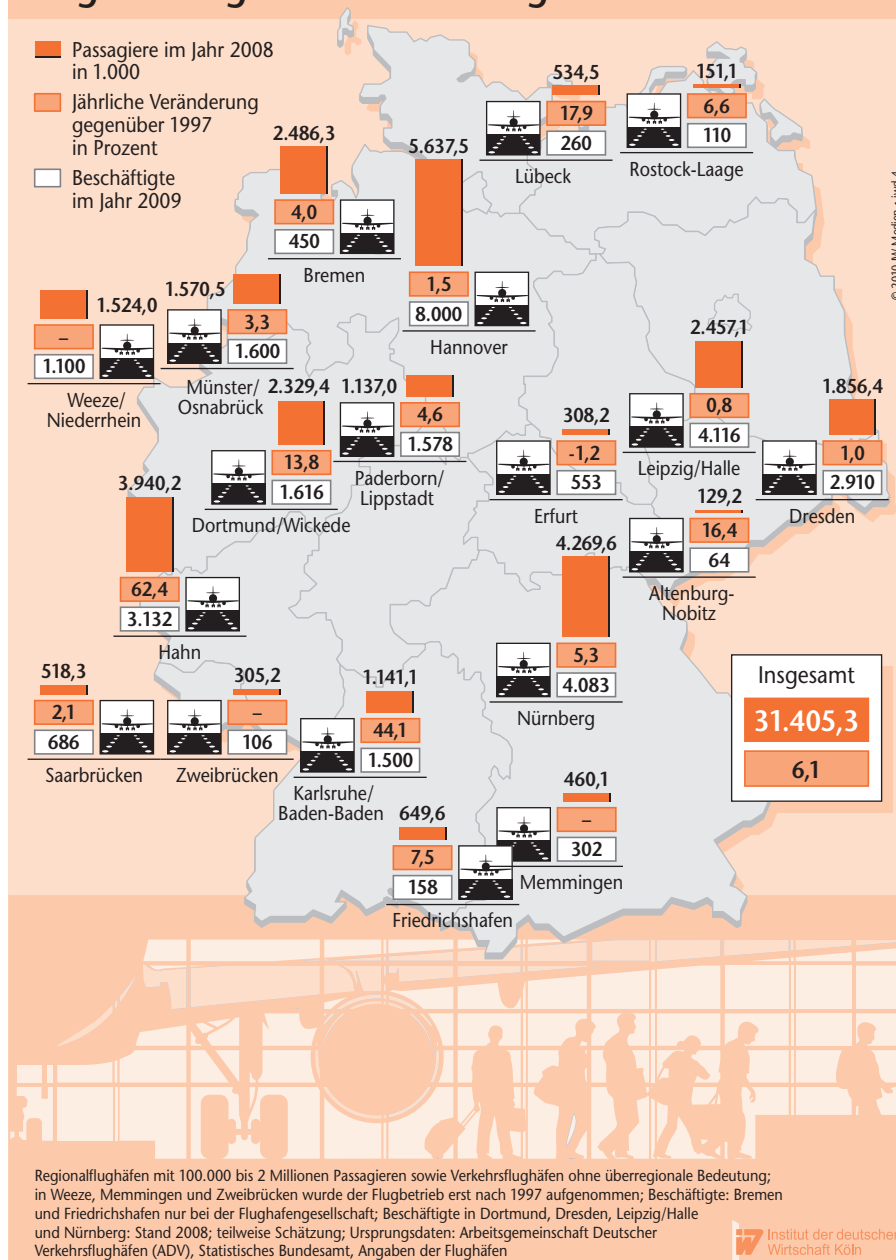 Passagiere im Jahr 2008
in 1.000
Jährliche Veränderung
gegenüber 1997
in Prozent
Beschäftigte
im Jahr 2009
534,5
17,9
260
Lübeck
151,1
6,6
110
Rostock-Laage
2.486,3
4,0
450
Bremen
5.637,5
1,5
8.000
Hannover
1.524,0
–
1.100
Weeze/
Niederrhein
1.570,5
3,3
1.600
Münster/
Osnabrück
2.329,4
13,8
1.616
Dortmund/Wickede
1.137,0
4,6
1.578
Paderborn/
Lippstadt
308,2
-1,2
553
Erfurt
2.457,1
0,8
4.116
Leipzig/Halle
1.856,4
1,0
2.910
Dresden
129,2
16,4
64
Altenburg-
Nobitz
3.940,2
62,4
3.132
Hahn
4.269,6
5,3
4.083
Nürnberg
518,3
2,1
686
Saarbrücken
305,2
–
106
Zweibrücken
1.141,1
44,1
1.500
Karlsruhe/
Baden-Baden
649,6
7,5
158
Friedrichshafen
460,1
–
302
Memmingen
Insgesamt
31.405,3
6,1
Regionalflughäfen mit 100.000 bis 2 Millionen Passagieren sowie Verkehrsflughäfen ohne überregionale Bedeutung;
in Weeze, Memmingen und Zweibrücken wurde der Flugbetrieb erst nach 1997 aufgenommen; Beschäftigte: Bremen
und Friedrichshafen nur bei der Flughafengesellschaft; Beschäftigte in Dortmund, Dresden, Leipzig/Halle
und Nürnberg: Stand 2008; teilweise Schätzung; Ursprungsdaten: Arbeitsgemeinschaft Deutscher
Verkehrsflughäfen (ADV), Statistisches Bundesamt, Angaben der Flughäfen
Institut der deutschen
Wirtschaft Köln